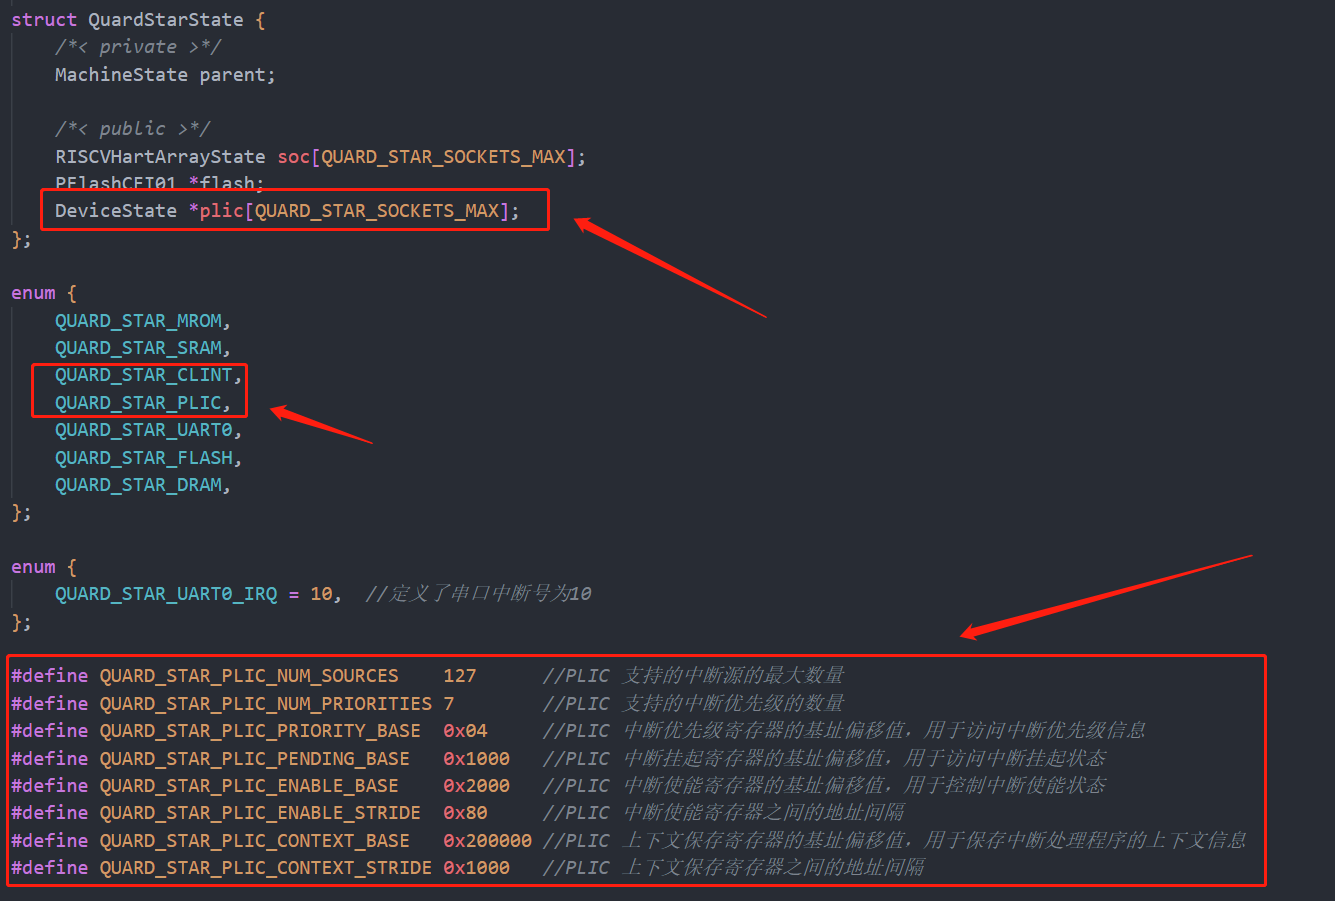 struct QuardStarState {
/*< private >*/
MachineState parent;
/*< public >*/
RISCVHartArrayState soc[QUARD_STAR_SOCKETS_MAX];
PFlashCFI01 *flash;
DeviceState *plic[QUARD_STAR_SOCKETS_MAX];
};
enum {
QUARD_STAR_MROM,
QUARD_STAR_SRAM,
QUARD_STAR_CLINT,
QUARD_STAR_PLIC,
QUARD_STAR_UART0,
QUARD_STAR_FLASH,
QUARD_STAR_DRAM,
};
enum {
QUARD_STAR_UART0_IRQ = 10, //定义了串口中断号为10
};
#define QUARD_STAR_PLIC_NUM_SOURCES 127 //PLIC 支持的中断源的最大数量
#define QUARD_STAR_PLIC_NUM_PRIORITIES 7 //PLIC 支持的中断优先级的数量
#define QUARD_STAR_PLIC_PRIORITY_BASE 0x04 //PLIC 中断优先级寄存器的基址偏移值，用于访问中断优先级信息
#define QUARD_STAR_PLIC_PENDING_BASE 0x1000 //PLIC 中断挂起寄存器的基址偏移值，用于访问中断挂起状态
#define QUARD_STAR_PLIC_ENABLE_BASE 0x2000 //PLIC 中断使能寄存器的基址偏移值，用于控制中断使能状态
#define QUARD_STAR_PLIC_ENABLE_STRIDE 0x80 //PLIC 中断使能寄存器之间的地址间隔
#define QUARD_STAR_PLIC_CONTEXT_BASE 0x200000 //PLIC 上下文保存寄存器的基址偏移值，用于保存中断处理程序的上下文信息
#define QUARD_STAR_PLIC_CONTEXT_STRIDE 0x1000 //PLIC 上下文保存寄存器之间的地址间隔